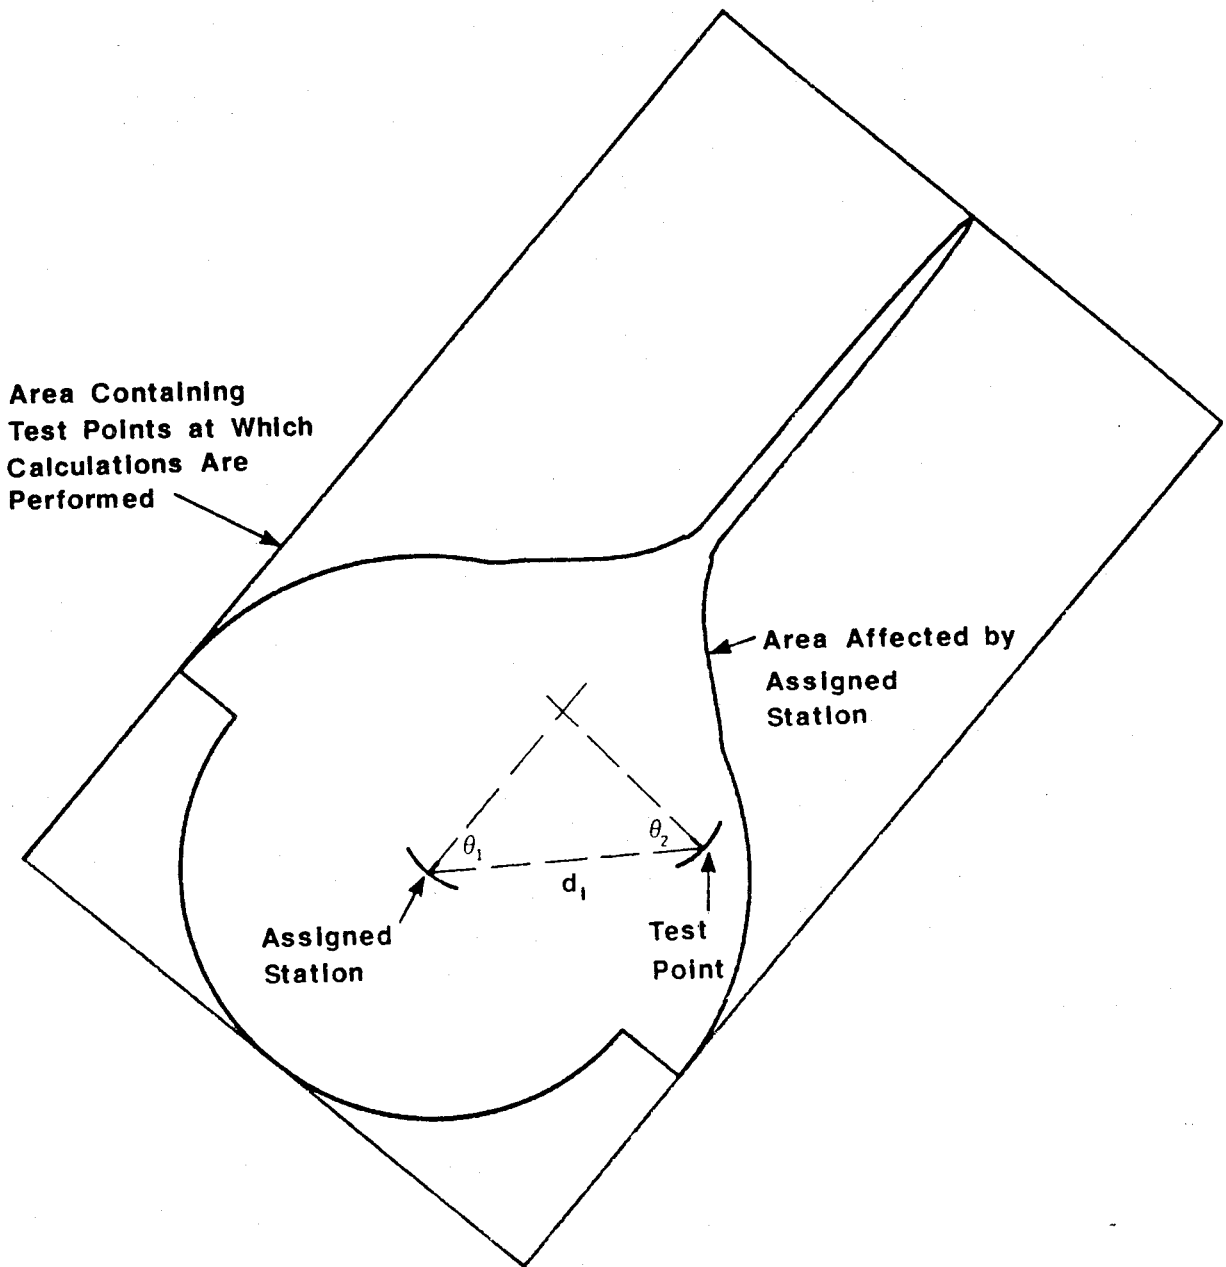 Area Containing
Test Points at Which
Calculations Are
Performed
Area Affected by
Assigned
Station
θ₁
θ₂
d₁
Assigned
Station
Test
Point